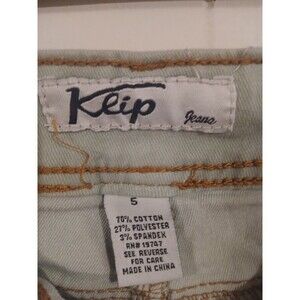 Klip
Jeans
5
70% COTTON
27% POLYESTER
3% SPANDEX
RN# 19747
SEE REVERSE
FOR CARE
MADE IN CHINA